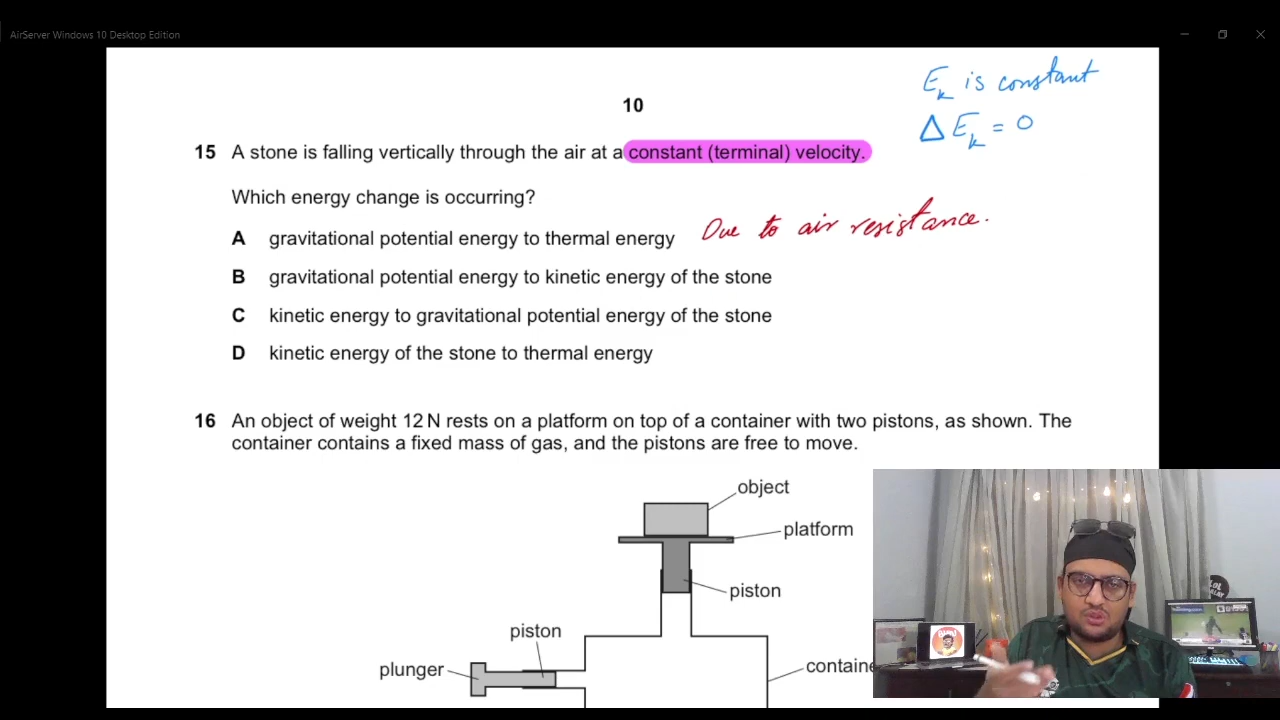 AirServer Windows 10 Desktop Edition
E_k is constant
Δ E_k = 0
10
15 A stone is falling vertically through the air at a constant (terminal) velocity.
Which energy change is occurring?
A gravitational potential energy to thermal energy
Due to air resistance.
B gravitational potential energy to kinetic energy of the stone
C kinetic energy to gravitational potential energy of the stone
D kinetic energy of the stone to thermal energy
16 An object of weight 12 N rests on a platform on top of a container with two pistons, as shown. The
container contains a fixed mass of gas, and the pistons are free to move.
object
platform
piston
piston
plunger
containe